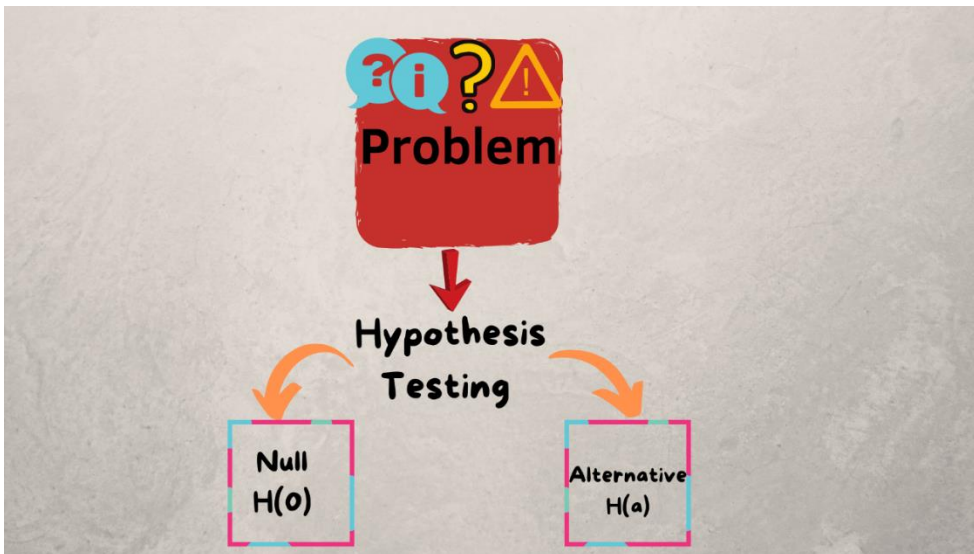 ? i ? !
Problem
Hypothesis
Testing
Null
H(0)
Alternative
H(a)